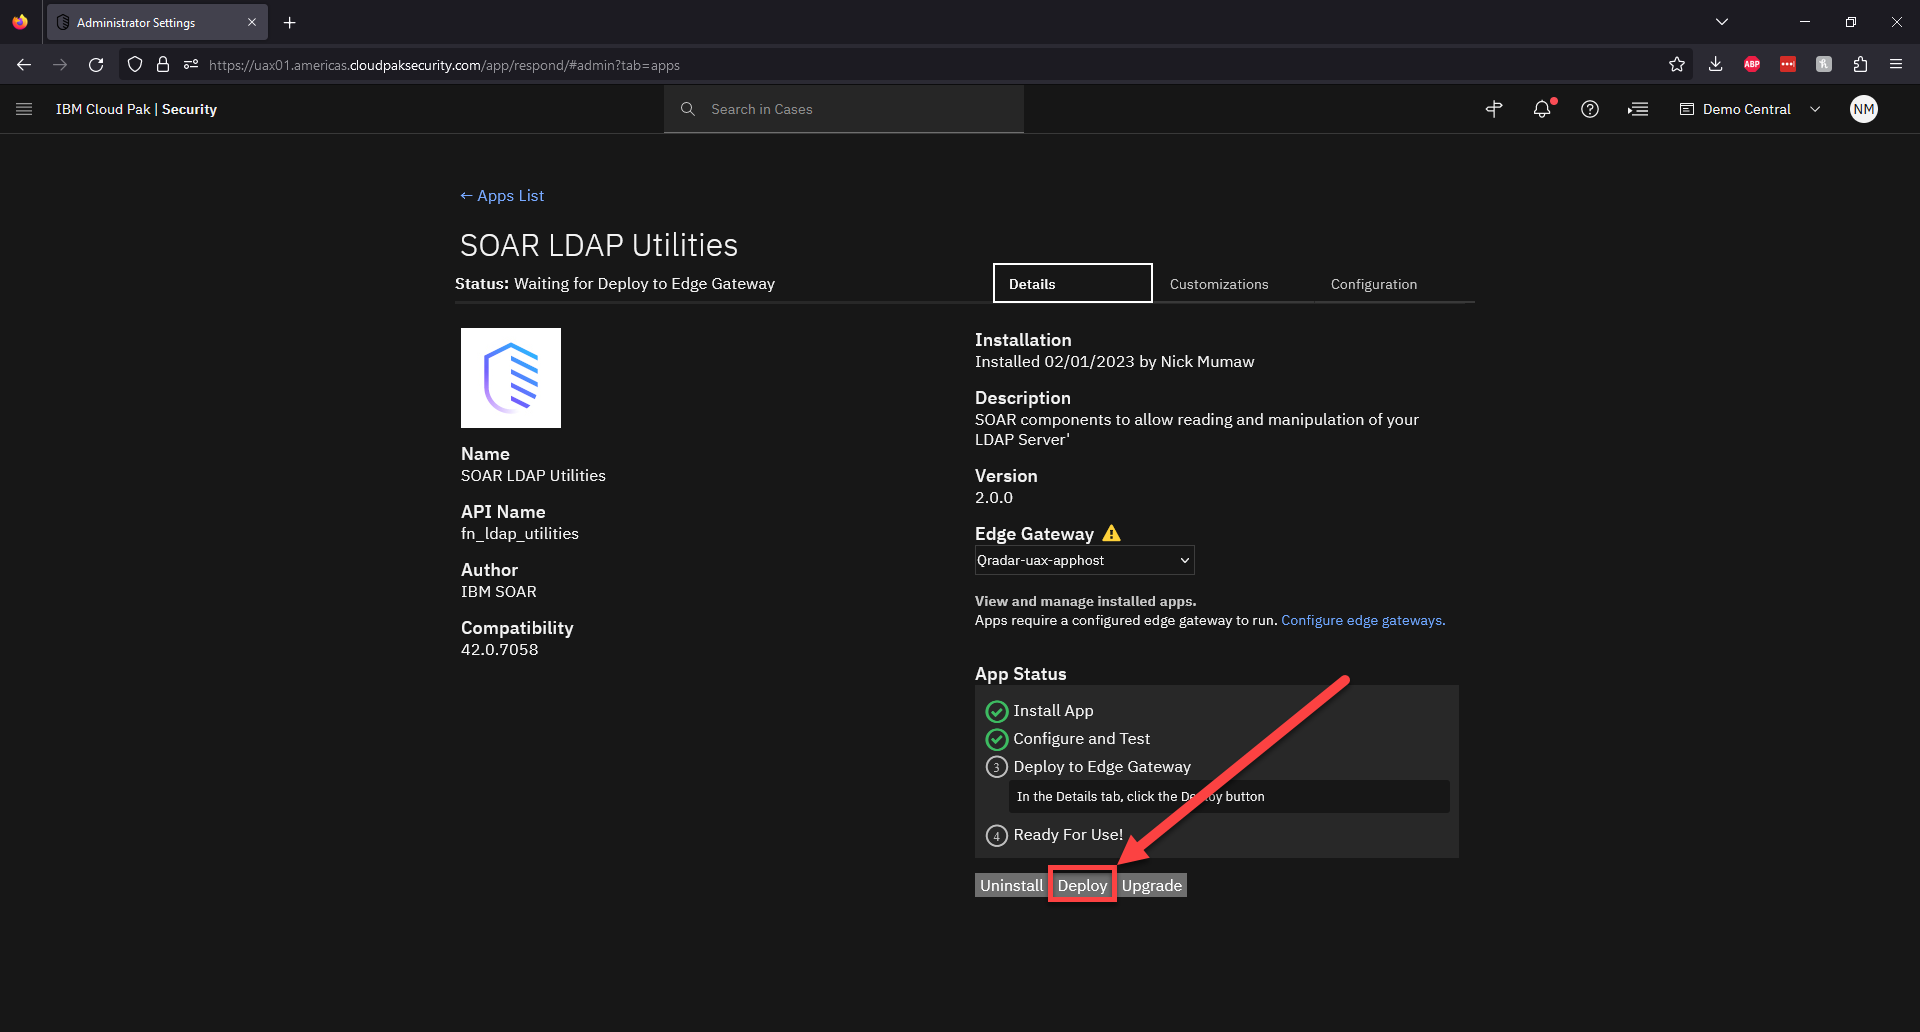 Administrator Settings
https://uax01.americas.cloudpaksecurity.com/app/respond/#admin?tab=apps
ABP
IBM Cloud Pak | Security
Search in Cases
Demo Central
NM
← Apps List
SOAR LDAP Utilities
Status: Waiting for Deploy to Edge Gateway
Details
Customizations
Configuration
Name
SOAR LDAP Utilities
API Name
fn_ldap_utilities
Author
IBM SOAR
Compatibility
42.0.7058
Installation
Installed 02/01/2023 by Nick Mumaw
Description
SOAR components to allow reading and manipulation of your
LDAP Server'
Version
2.0.0
Edge Gateway
Qradar-uax-apphost
View and manage installed apps.
Apps require a configured edge gateway to run. Configure edge gateways.
App Status
Install App
Configure and Test
3 Deploy to Edge Gateway
In the Details tab, click the Deploy button
4 Ready For Use!
Uninstall Deploy Upgrade